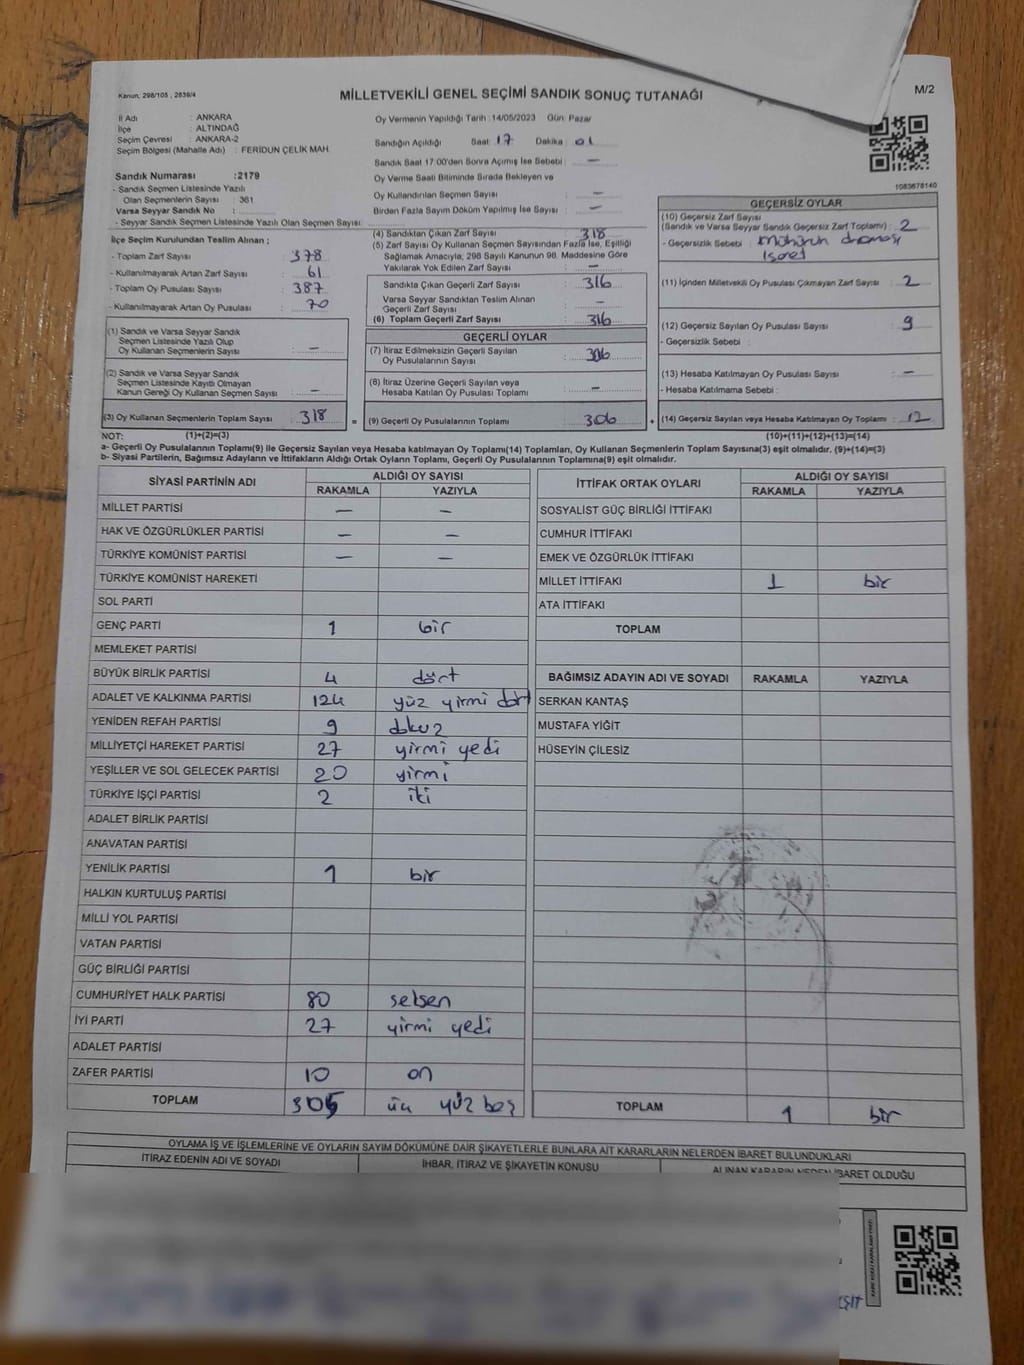 Kanun, 298/105 , 2839/4
MİLLETVEKİLİ GENEL SEÇİMİ SANDIK SONUÇ TUTANAĞI
M/2
İl Adı : ANKARA
İlçe : ALTINDAĞ
Seçim Çevresi : ANKARA-2
Seçim Bölgesi (Mahalle Adı) : FERİDUN ÇELİK MAH.
Oy Vermenin Yapıldığı Tarih :14/05/2023 Gün: Pazar
Sandığın Açıldığı Saat : 17 Dakika : 01
Sandık Saat 17:00'den Sonra Açılmış İse Sebebi : —
Oy Verme Saati Bitiminde Sırada Bekleyen ve
Oy Kullandırılan Seçmen Sayısı : —
Birden Fazla Sayım Döküm Yapılmış İse Sayısı : —
1083678140
Sandık Numarası :2179
- Sandık Seçmen Listesinde Yazılı
Olan Seçmenlerin Sayısı : 361
Varsa Seyyar Sandık No :
- Seyyar Sandık Seçmen Listesinde Yazılı Olan Seçmen Sayısı:
İlçe Seçim Kurulundan Teslim Alınan ;
- Toplam Zarf Sayısı : 378
- Kullanılmayarak Artan Zarf Sayısı : 61
- Toplam Oy Pusulası Sayısı : 387
- Kullanılmayarak Artan Oy Pusulası : 70
(1) Sandık ve Varsa Seyyar Sandık
Seçmen Listesinde Yazılı Olup
Oy Kullanan Seçmenlerin Sayısı : —
(2) Sandık ve Varsa Seyyar Sandık
Seçmen Listesinde Kayıtlı Olmayan
Kanun Gereği Oy Kullanan Seçmen Sayısı : —
(3) Oy Kullanan Seçmenlerin Toplam Sayısı : 318
(1)+(2)=(3)
(4) Sandıktan Çıkan Zarf Sayısı : 318
(5) Zarf Sayısı Oy Kullanan Seçmen Sayısından Fazla İse, Eşitliği
Sağlamak Amacıyla, 298 Sayılı Kanunun 98. Maddesine Göre
Yakılarak Yok Edilen Zarf Sayısı : —
Sandıkta Çıkan Geçerli Zarf Sayısı : 316
Varsa Seyyar Sandıktan Teslim Alınan
Geçerli Zarf Sayısı : —
(6) Toplam Geçerli Zarf Sayısı : 316
GEÇERLİ OYLAR
(7) İtiraz Edilmeksizin Geçerli Sayılan
Oy Pusulalarının Sayısı : 306
(8) İtiraz Üzerine Geçerli Sayılan veya
Hesaba Katılan Oy Pusulası Toplamı : —
= (9) Geçerli Oy Pusulalarının Toplamı : 306
GEÇERSİZ OYLAR
(10) Geçersiz Zarf Sayısı
(Sandık ve Varsa Seyyar Sandık Geçersiz Zarf Toplamı) : 2
- Geçersizlik Sebebi : Mühürün olmaması
işaret
(11) İçinden Milletvekili Oy Pusulası Çıkmayan Zarf Sayısı : 2
(12) Geçersiz Sayılan Oy Pusulası Sayısı : 9
- Geçersizlik Sebebi :
(13) Hesaba Katılmayan Oy Pusulası Sayısı : —
- Hesaba Katılmama Sebebi :
+ (14) Geçersiz Sayılan veya Hesaba Katılmayan Oy Toplamı : 12
(10)+(11)+(12)+(13)=(14)
NOT:
a- Geçerli Oy Pusulalarının Toplamı(9) ile Geçersiz Sayılan veya Hesaba katılmayan Oy Toplamı(14) Toplamları, Oy Kullanan Seçmenlerin Toplam Sayısına(3) eşit olmalıdır. (9)+(14)=(3)
b- Siyasi Partilerin, Bağımsız Adayların ve İttifakların Aldığı Ortak Oyların Toplamı, Geçerli Oy Pusulalarının Toplamına(9) eşit olmalıdır.
SİYASİ PARTİNİN ADI ALDIĞI OY SAYISI
RAKAMLA YAZIYLA
MİLLET PARTİSİ — —
HAK VE ÖZGÜRLÜKLER PARTİSİ — —
TÜRKİYE KOMÜNİST PARTİSİ — —
TÜRKİYE KOMÜNİST HAREKETİ
SOL PARTİ
GENÇ PARTİ 1 bir
MEMLEKET PARTİSİ
BÜYÜK BİRLİK PARTİSİ 4 dört
ADALET VE KALKINMA PARTİSİ 124 yüz yirmi dört
YENİDEN REFAH PARTİSİ 9 dokuz
MİLLİYETÇİ HAREKET PARTİSİ 27 yirmi yedi
YEŞİLLER VE SOL GELECEK PARTİSİ 20 yirmi
TÜRKİYE İŞÇİ PARTİSİ 2 iki
ADALET BİRLİK PARTİSİ
ANAVATAN PARTİSİ
YENİLİK PARTİSİ 1 bir
HALKIN KURTULUŞ PARTİSİ
MİLLİ YOL PARTİSİ
VATAN PARTİSİ
GÜÇ BİRLİĞİ PARTİSİ
CUMHURİYET HALK PARTİSİ 80 seksen
İYİ PARTİ 27 yirmi yedi
ADALET PARTİSİ
ZAFER PARTİSİ 10 on
TOPLAM 305 üç yüz beş
İTTİFAK ORTAK OYLARI ALDIĞI OY SAYISI
RAKAMLA YAZIYLA
SOSYALİST GÜÇ BİRLİĞİ İTTİFAKI
CUMHUR İTTİFAKI
EMEK VE ÖZGÜRLÜK İTTİFAKI
MİLLET İTTİFAKI 1 bir
ATA İTTİFAKI
TOPLAM
BAĞIMSIZ ADAYIN ADI VE SOYADI RAKAMLA YAZIYLA
SERKAN KANTAŞ
MUSTAFA YİĞİT
HÜSEYİN ÇİLESİZ
TOPLAM 1 bir
OYLAMA İŞ VE İŞLEMLERİNE VE OYLARIN SAYIM DÖKÜMÜNE DAİR ŞİKAYETLERLE BUNLARA AİT KARARLARIN NELERDEN İBARET BULUNDUKLARI
İTİRAZ EDENİN ADI VE SOYADI İHBAR, İTİRAZ VE ŞİKAYETİN KONUSU ALINAN KARARIN NEDEN İBARET OLDUĞU